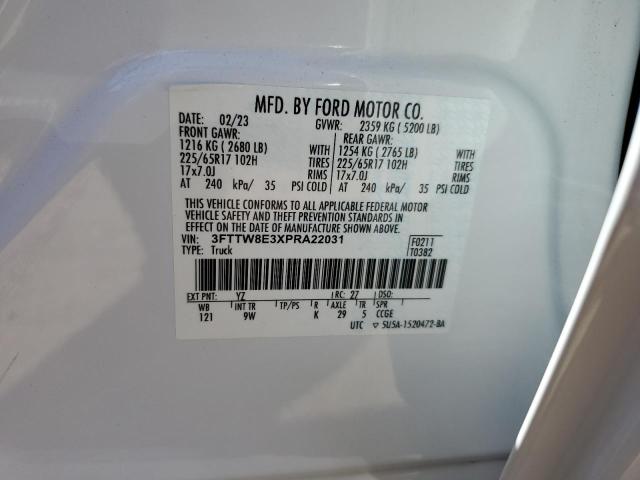 MFD. BY FORD MOTOR CO.
DATE: 02/23 GVWR: 2359 KG ( 5200 LB)
FRONT GAWR: REAR GAWR:
1216 KG ( 2680 LB) WITH 1254 KG ( 2765 LB) WITH
225/65R17 102H TIRES 225/65R17 102H TIRES
17x7.0J RIMS 17x7.0J RIMS
AT 240 kPa/ 35 PSI COLD AT 240 kPa/ 35 PSI COLD
THIS VEHICLE CONFORMS TO ALL APPLICABLE FEDERAL MOTOR
VEHICLE SAFETY AND THEFT PREVENTION STANDARDS IN
EFFECT ON THE DATE OF MANUFACTURE SHOWN ABOVE.
VIN: 3FTTW8E3XPRA22031 F0211
TYPE: Truck T0382
EXT PNT: YZ RC: 27 DSO:
WB INT TR TP/PS R AXLE TR SPR
121 9W K 29 5 CCGE
UTC ▽ 5U5A-1520472-BA